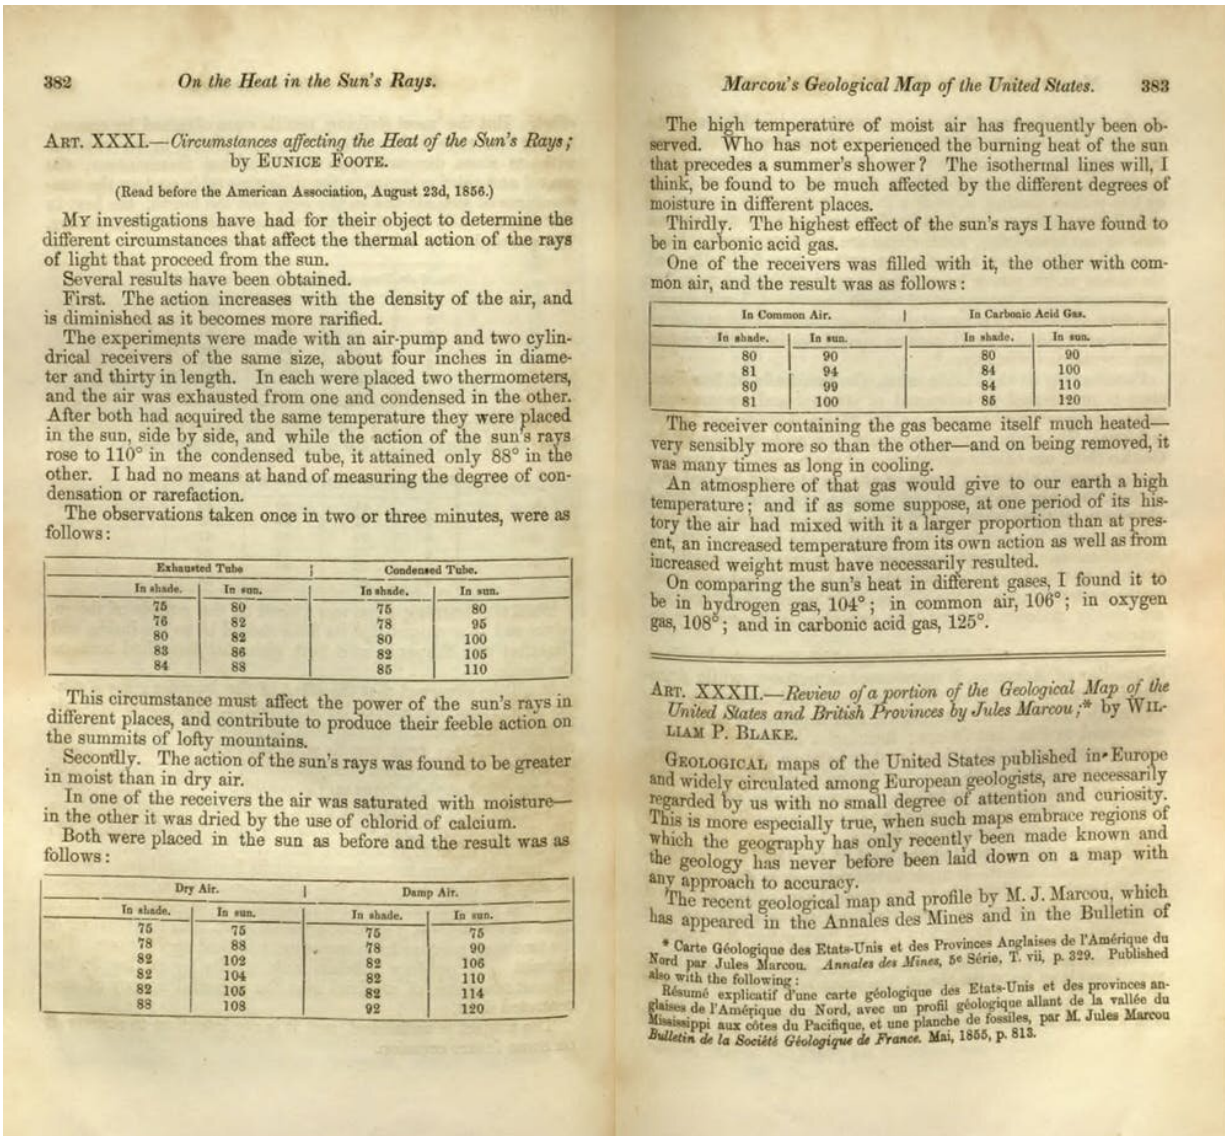 382 On the Heat in the Sun's Rays.
ART. XXXI.—Circumstances affecting the Heat of the Sun's Rays;
by EUNICE FOOTE.
(Read before the American Association, August 23d, 1856.)
MY investigations have had for their object to determine the
different circumstances that affect the thermal action of the rays
of light that proceed from the sun.
Several results have been obtained.
First. The action increases with the density of the air, and
is diminished as it becomes more rarified.
The experiments were made with an air-pump and two cylin-
drical receivers of the same size, about four inches in diame-
ter and thirty in length. In each were placed two thermometers,
and the air was exhausted from one and condensed in the other.
After both had acquired the same temperature they were placed
in the sun, side by side, and while the action of the sun's rays
rose to 110° in the condensed tube, it attained only 88° in the
other. I had no means at hand of measuring the degree of con-
densation or rarefaction.
The observations taken once in two or three minutes, were as
follows:
Exhausted Tube Condensed Tube.
In shade. In sun. In shade. In sun.
75 80 75 80
76 82 78 95
80 82 80 100
83 86 82 105
84 88 85 110
This circumstance must affect the power of the sun's rays in
different places, and contribute to produce their feeble action on
the summits of lofty mountains.
Secondly. The action of the sun's rays was found to be greater
in moist than in dry air.
In one of the receivers the air was saturated with moisture—
in the other it was dried by the use of chlorid of calcium.
Both were placed in the sun as before and the result was as
follows:
Dry Air. Damp Air.
In shade. In sun. In shade. In sun.
75 75 75 75
78 88 78 90
82 102 82 106
82 104 82 110
82 105 82 114
88 108 92 120
Marcou's Geological Map of the United States. 383
The high temperature of moist air has frequently been ob-
served. Who has not experienced the burning heat of the sun
that precedes a summer's shower? The isothermal lines will, I
think, be found to be much affected by the different degrees of
moisture in different places.
Thirdly. The highest effect of the sun's rays I have found to
be in carbonic acid gas.
One of the receivers was filled with it, the other with com-
mon air, and the result was as follows:
In Common Air. In Carbonic Acid Gas.
In shade. In sun. In shade. In sun.
80 90 80 90
81 94 84 100
80 99 84 110
81 100 85 120
The receiver containing the gas became itself much heated—
very sensibly more so than the other—and on being removed, it
was many times as long in cooling.
An atmosphere of that gas would give to our earth a high
temperature; and if as some suppose, at one period of its his-
tory the air had mixed with it a larger proportion than at pres-
ent, an increased temperature from its own action as well as from
increased weight must have necessarily resulted.
On comparing the sun's heat in different gases, I found it to
be in hydrogen gas, 104°; in common air, 106°; in oxygen
gas, 108°; and in carbonic acid gas, 125°.
ART. XXXII.—Review of a portion of the Geological Map of the
United States and British Provinces by Jules Marcou;* by WIL-
LIAM P. BLAKE.
GEOLOGICAL maps of the United States published in Europe
and widely circulated among European geologists, are necessarily
regarded by us with no small degree of attention and curiosity.
This is more especially true, when such maps embrace regions of
which the geography has only recently been made known and
the geology has never before been laid down on a map with
any approach to accuracy.
The recent geological map and profile by M. J. Marcou, which
has appeared in the Annales des Mines and in the Bulletin of
* Carte Géologique des Etats-Unis et des Provinces Anglaises de l'Amérique du
Nord par Jules Marcou. Annales des Mines, 5e Série, T. vii, p. 329. Published
also with the following:
Résumé explicatif d'une carte géologique des Etats-Unis et des provinces an-
glaises de l'Amérique du Nord, avec un profil géologique allant de la vallée du
Mississippi aux côtes du Pacifique, et une planche de fossiles, par M. Jules Marcou
Bulletin de la Société Géologique de France. Mai, 1855, p. 813.